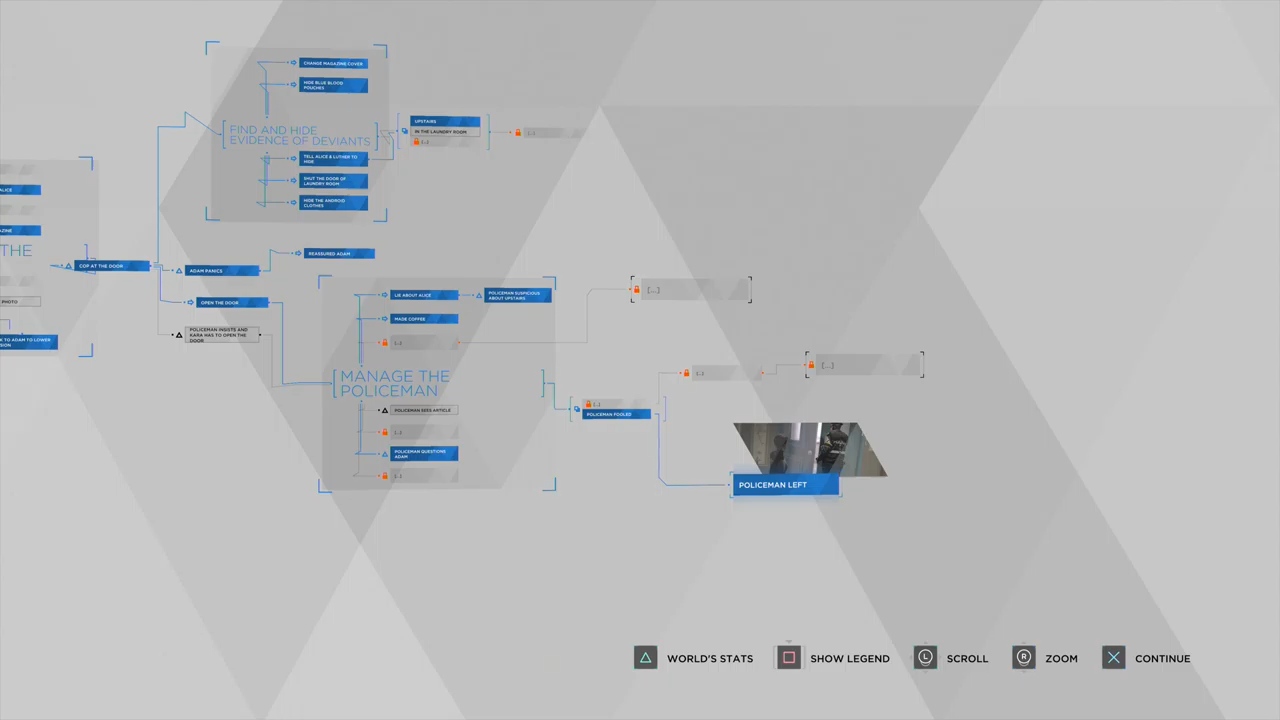 CHANGE MAGAZINE COVER
HIDE BLUE BLOOD
POUCHES
FIND AND HIDE
EVIDENCE OF DEVIANTS
TELL ALICE & LUTHER TO
HIDE
SHUT THE DOOR OF
LAUNDRY ROOM
HIDE THE ANDROID
CLOTHES
UPSTAIRS
IN THE LAUNDRY ROOM
[...]
[...]
ALICE
THE
PHOTO
COP AT THE DOOR
ADAM PANICS
REASSURED ADAM
OPEN THE DOOR
POLICEMAN INSISTS AND
KARA HAS TO OPEN THE
DOOR
LIE ABOUT ALICE
POLICEMAN SUSPICIOUS
ABOUT UPSTAIRS
MADE COFFEE
[...]
[...]
MANAGE THE
POLICEMAN
POLICEMAN SEES ARTICLE
[...]
POLICEMAN QUESTIONS
ADAM
[...]
[...]
POLICEMAN FOOLED
[...]
[...]
POLICEMAN LEFT
WORLD'S STATS
SHOW LEGEND
L
SCROLL
R
ZOOM
CONTINUE